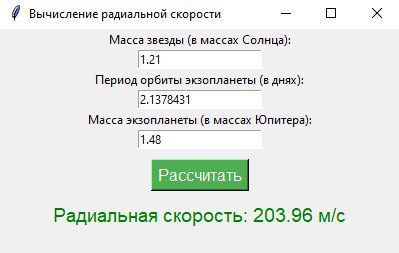 Вычисление радиальной скорости
Масса звезды (в массах Солнца):
1.21
Период орбиты экзопланеты (в днях):
2.1378431
Масса экзопланеты (в массах Юпитера):
1.48
Рассчитать
Радиальная скорость: 203.96 м/с